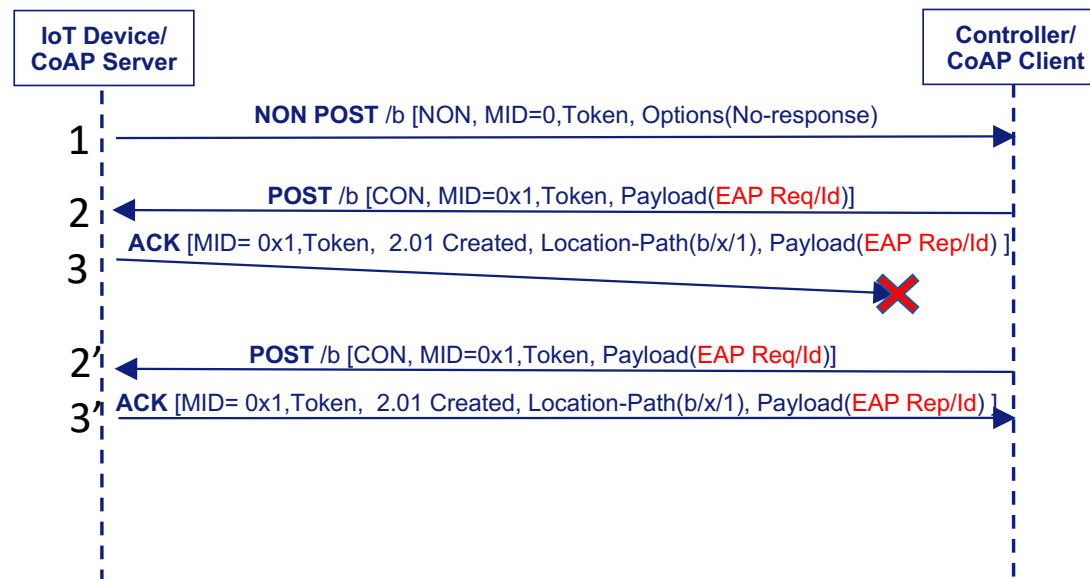 IoT Device/
CoAP Server
Controller/
CoAP Client
1
NON POST /b [NON, MID=0,Token, Options(No-response)
2
POST /b [CON, MID=0x1,Token, Payload(EAP Req/Id)]
3
ACK [MID= 0x1,Token, 2.01 Created, Location-Path(b/x/1), Payload(EAP Rep/Id) ]
2’
POST /b [CON, MID=0x1,Token, Payload(EAP Req/Id)]
3’
ACK [MID= 0x1,Token, 2.01 Created, Location-Path(b/x/1), Payload(EAP Rep/Id) ]